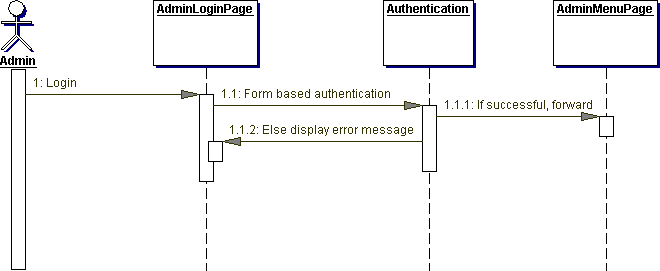 AdminLoginPage
Authentication
AdminMenuPage
Admin
1: Login
1.1: Form based authentication
1.1.1: If successful, forward
1.1.2: Else display error message